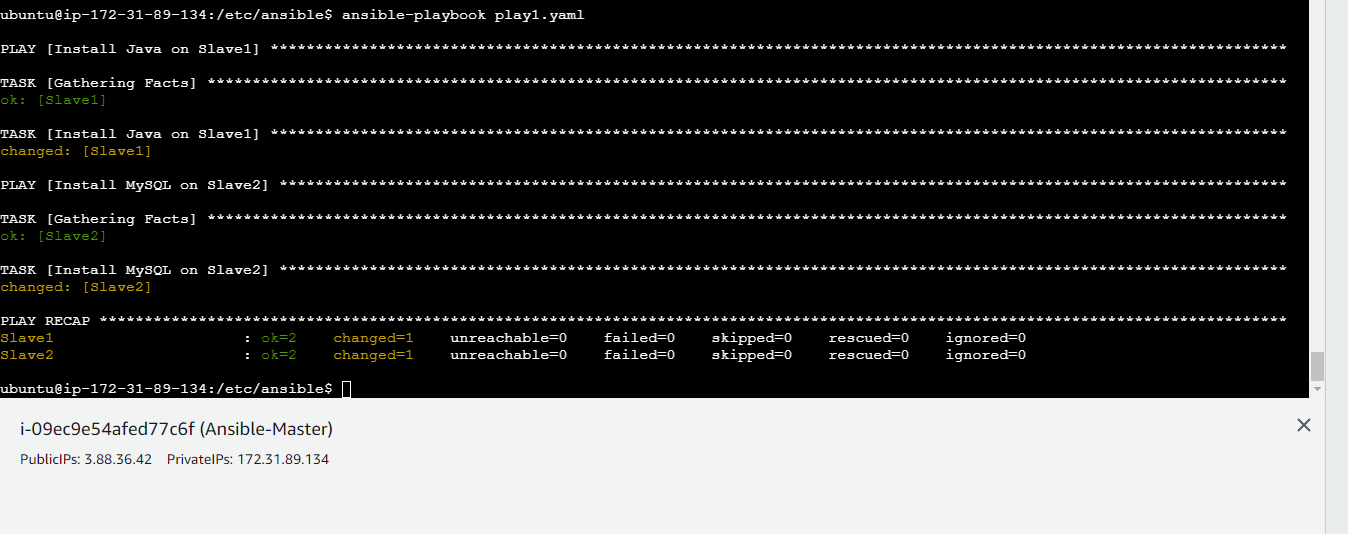 ubuntu@ip-172-31-89-134:/etc/ansible$ ansible-playbook play1.yaml
PLAY [Install Java on Slave1] *****************************************************************************************************************
TASK [Gathering Facts] ************************************************************************************************************************
ok: [Slave1]
TASK [Install Java on Slave1] *****************************************************************************************************************
changed: [Slave1]
PLAY [Install MySQL on Slave2] ****************************************************************************************************************
TASK [Gathering Facts] ************************************************************************************************************************
ok: [Slave2]
TASK [Install MySQL on Slave2] ****************************************************************************************************************
changed: [Slave2]
PLAY RECAP ************************************************************************************************************************************
Slave1 : ok=2 changed=1 unreachable=0 failed=0 skipped=0 rescued=0 ignored=0
Slave2 : ok=2 changed=1 unreachable=0 failed=0 skipped=0 rescued=0 ignored=0
ubuntu@ip-172-31-89-134:/etc/ansible$
i-09ec9e54afed77c6f (Ansible-Master)
PublicIPs: 3.88.36.42 PrivateIPs: 172.31.89.134